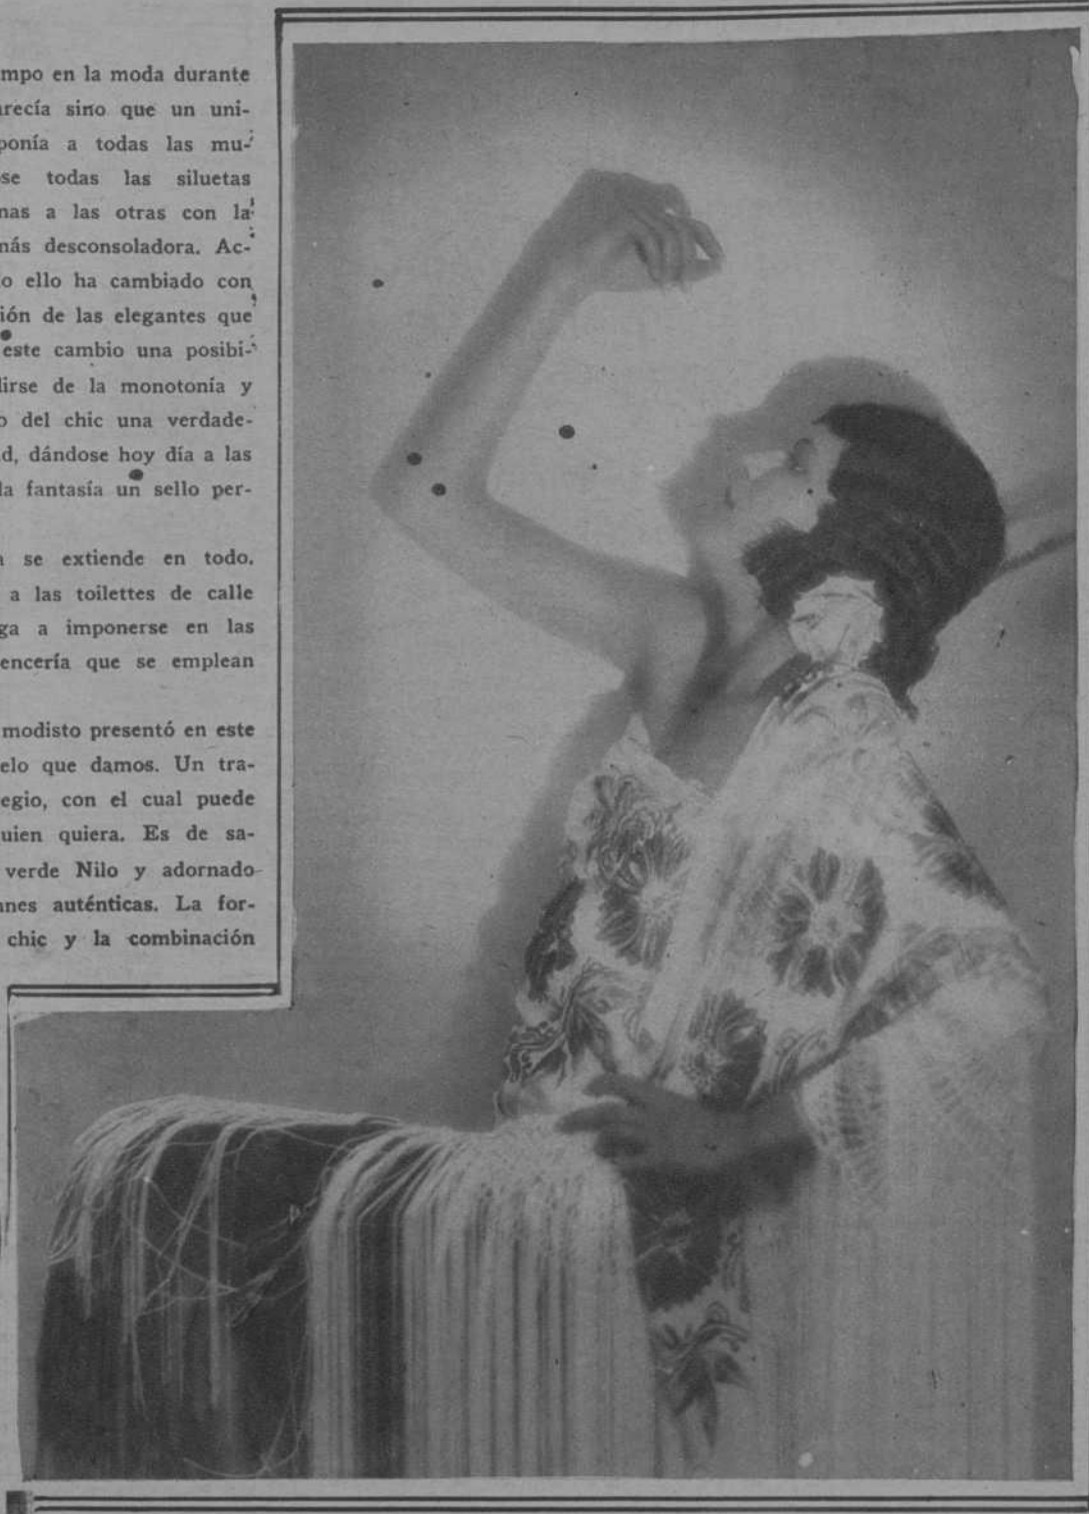 mpo en la moda durante
arecía sino que un uni-
ponía a todas las mu-
se todas las siluetas
nas a las otras con la
más desconsoladora. Ac-
o ello ha cambiado con
ión de las elegantes que
este cambio una posibi-
dirse de la monotonía y
o del chic una verdade-
d, dándose hoy día a las
la fantasía un sello per-
a se extiende en todo.
a las toilettes de calle
ga a imponerse en las
encería que se emplean
modisto presentó en este
elo que damos. Un tra-
egio, con el cual puede
uien quiera. Es de sa-
verde Nilo y adornado
nnes auténticas. La for-
chic y la combinación